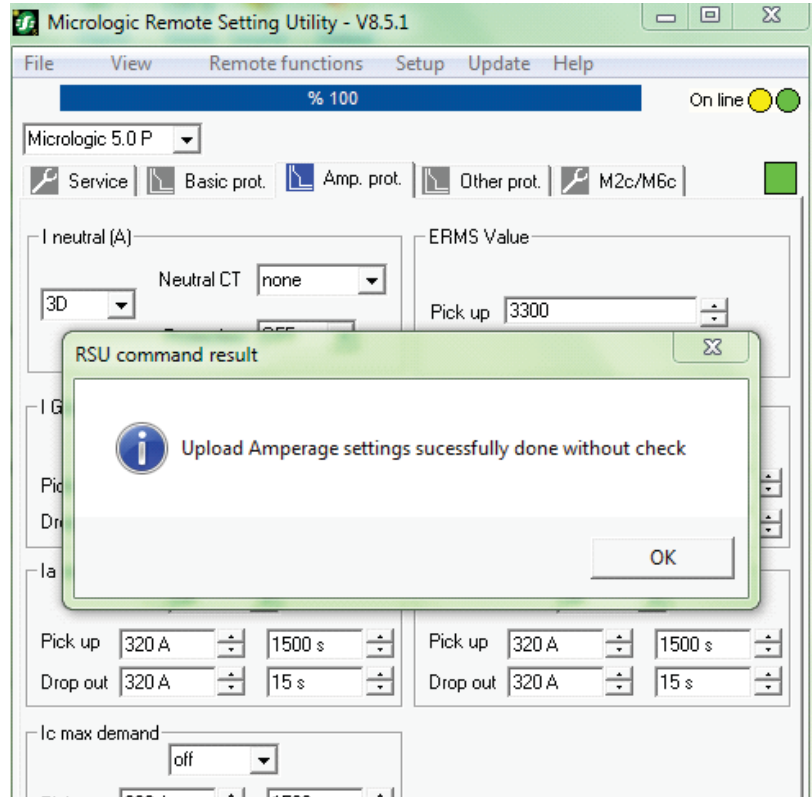 Micrologic Remote Setting Utility - V8.5.1
File View Remote functions Setup Update Help
% 100
On line
Micrologic 5.0 P
Service Basic prot. Amp. prot. Other prot. M2c/M6c
I neutral (A)
Neutral CT none
3D
ERMS Value
Pick up 3300
RSU command result
Upload Amperage settings sucessfully done without check
OK
I G
Pic
Dr
Ia
Pick up 320 A 1500 s
Drop out 320 A 15 s
Pick up 320 A 1500 s
Drop out 320 A 15 s
Ic max demand
off